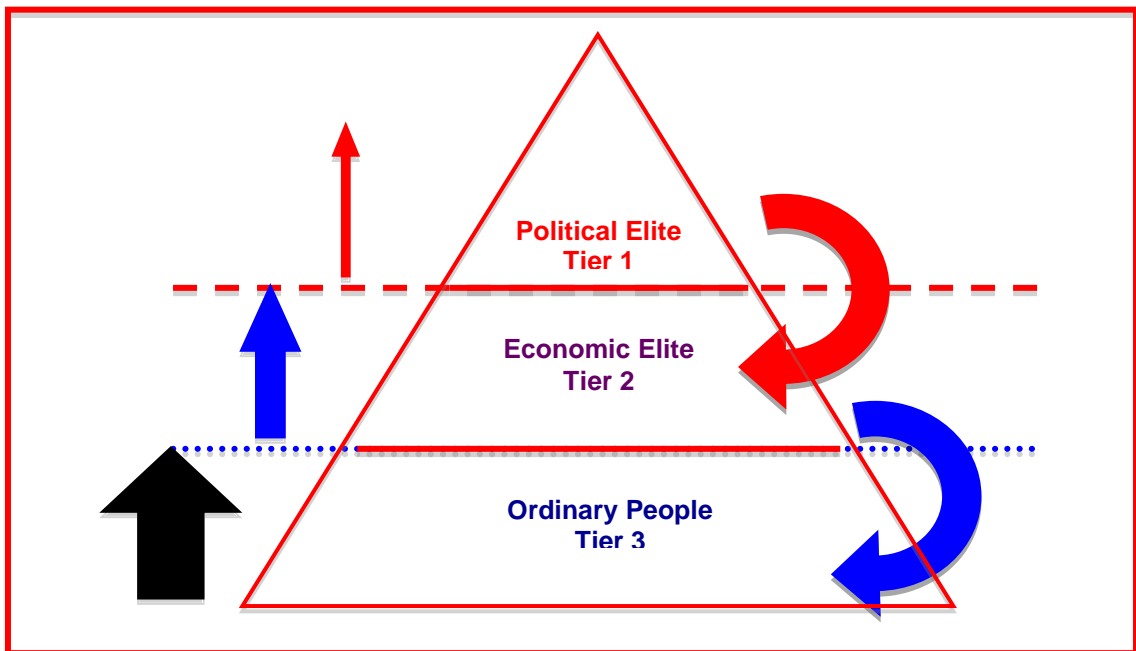 Political Elite
Tier 1
Economic Elite
Tier 2
Ordinary People
Tier 3